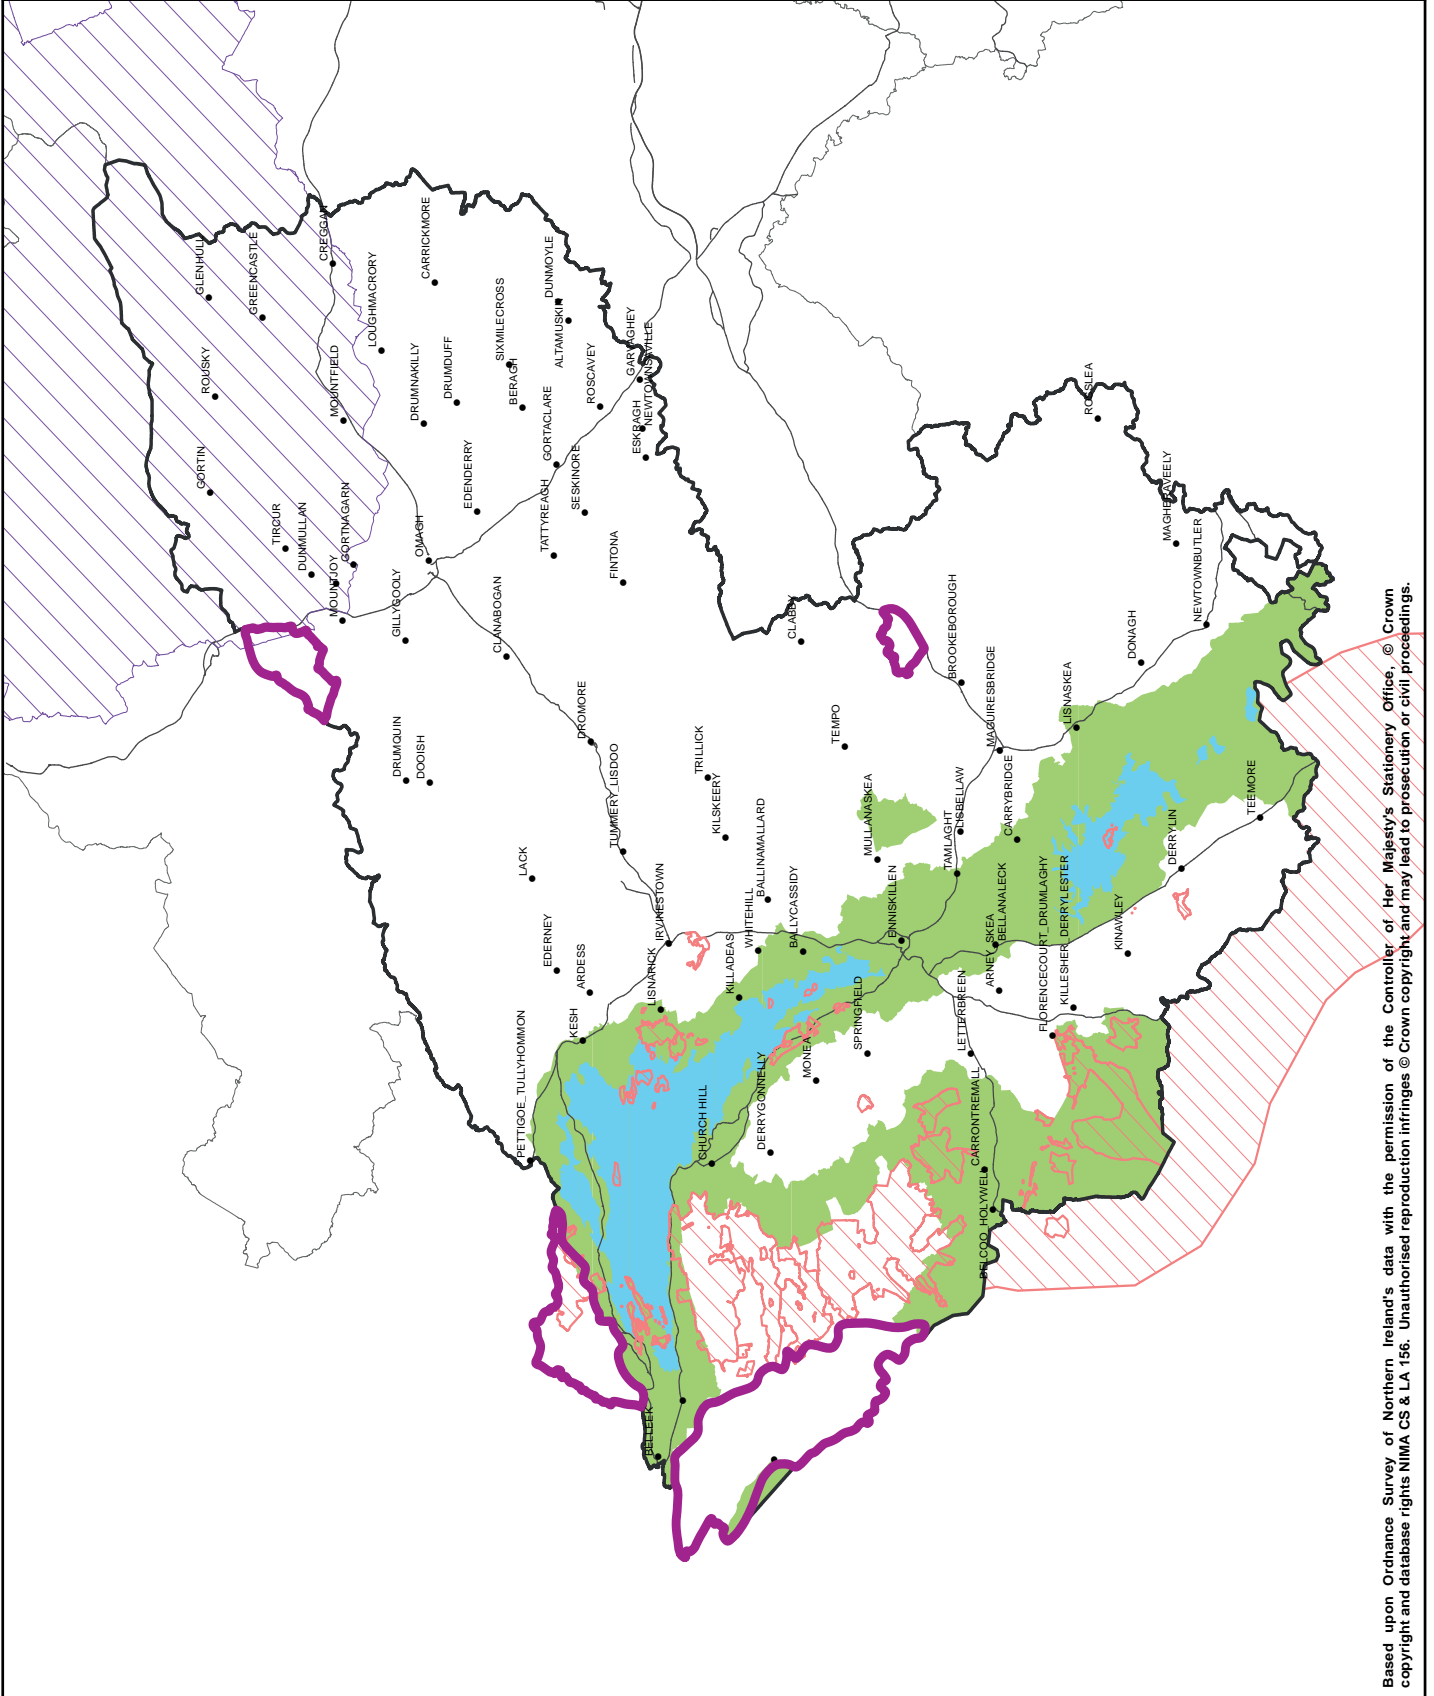 GLENHULL
GREENCASTLE
CREGGAN
ROUSKY
LOUGHMACRORY
CARRICKMORE
MOUNTFIELD
DRUMNAKILLY
DRUMDUFF
SIXMILECROSS
BERAGH
DUNMOYLE
ALTAMUSKIN
ROSCAVEY
GARVAGHEY
NEWTOWNSAVILLE
ESKRAGH
GORTIN
TIRCUR
DUNMULLAN
MOUNTJOY
GORTNAGARN
OMAGH
EDENDERRY
GORTACLARE
TATTYREAGH
SESKINORE
FINTONA
GILLYGOOLY
CLANABOGAN
DRUMQUIN
DOOISH
DROMORE
TUMMERY_LISDOO
TRILLICK
KILSKEERY
CLABBY
TEMPO
BROOKEBOROUGH
MAGUIRESBRIDGE
LISNASKEA
DONAGH
NEWTOWNBUTLER
MAGHERAVEELY
ROSSLEA
LACK
EDERNEY
ARDESS
KESH
IRVINESTOWN
LISNARICK
KILLADEAS
WHITEHILL
BALLINAMALLARD
BALLYCASSIDY
MULLANASKEA
ENNISKILLEN
TAMLAGHT
LISBELLAW
CARRYBRIDGE
BELLANALECK
ARNEY_SKEA
FLORENCECOURT_DRUMLAGHY
KILLESHER_DERRYLESTER
KINAWLEY
DERRYLIN
TEEMORE
PETTIGOE_TULLYHOMMON
CHURCH HILL
DERRYGONNELLY
MONEA
SPRINGFIELD
LETTERBREEN
CARRONTREMALL
BELCOO_HOLYWELL
BELLEEK
Based upon Ordnance Survey of Northern Ireland's data with the permission of the Controller of Her Majesty's Stationery Office, © Crown
copyright and database rights NIMA CS & LA 156. Unauthorised reproduction infringes © Crown copyright and may lead to prosecution or civil proceedings.